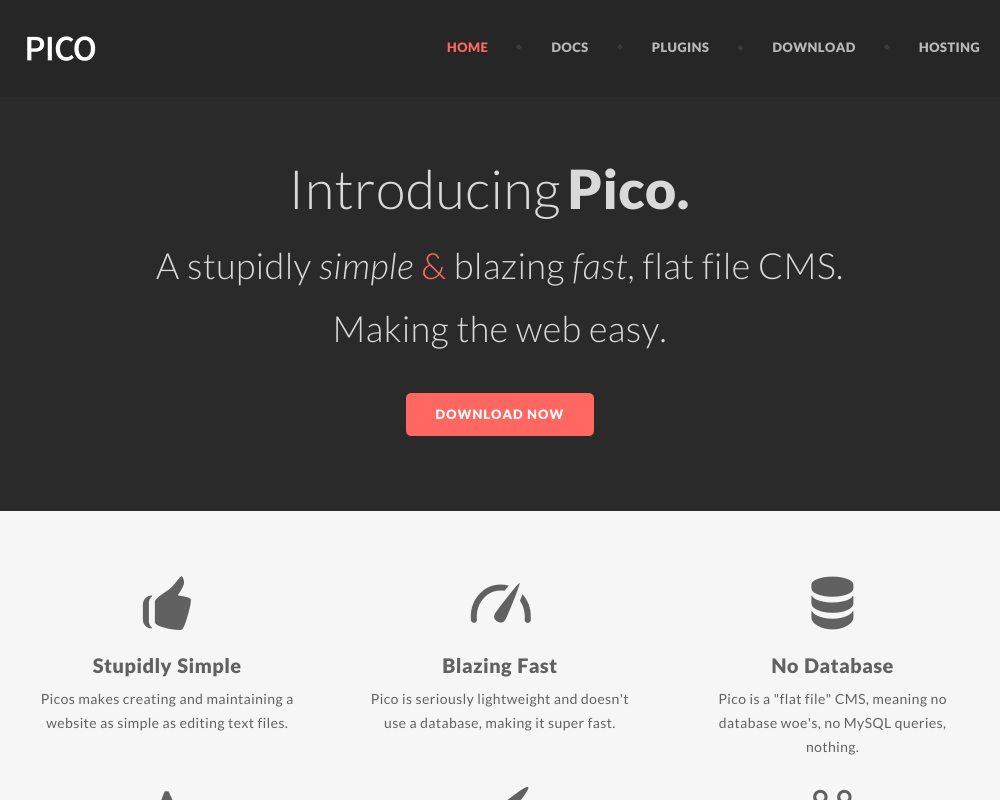 PICO
HOME
DOCS
PLUGINS
DOWNLOAD
HOSTING
Introducing Pico.
A stupidly simple & blazing fast, flat file CMS.
Making the web easy.
DOWNLOAD NOW
Stupidly Simple
Picos makes creating and maintaining a
website as simple as editing text files.
Blazing Fast
Pico is seriously lightweight and doesn't
use a database, making it super fast.
No Database
Pico is a "flat file" CMS, meaning no
database woe's, no MySQL queries,
nothing.